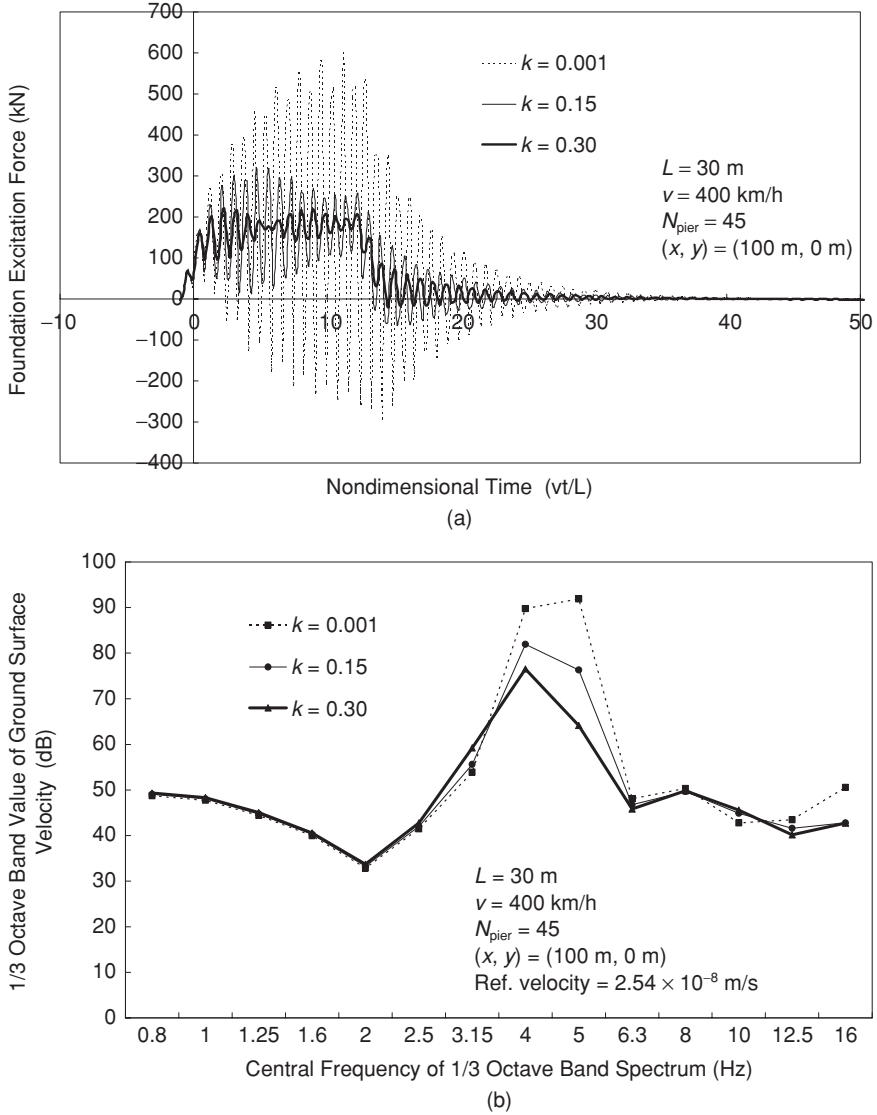 700
600
500
400
300
200
100
0
−100
−200
−300
−400
Foundation Excitation Force (kN)
−10
0
10
20
30
40
50
k = 0.001
k = 0.15
k = 0.30
L = 30 m
v = 400 km/h
Npier = 45
(x, y) = (100 m, 0 m)
Nondimensional Time (vt/L)
(a)
100
90
80
70
60
50
40
30
20
10
0
1/3 Octave Band Value of Ground Surface
Velocity (dB)
k = 0.001
k = 0.15
k = 0.30
L = 30 m
v = 400 km/h
Npier = 45
(x, y) = (100 m, 0 m)
Ref. velocity = 2.54 × 10⁻⁸ m/s
0.8 1 1.25 1.6 2 2.5 3.15 4 5 6.3 8 10 12.5 16
Central Frequency of 1/3 Octave Band Spectrum (Hz)
(b)